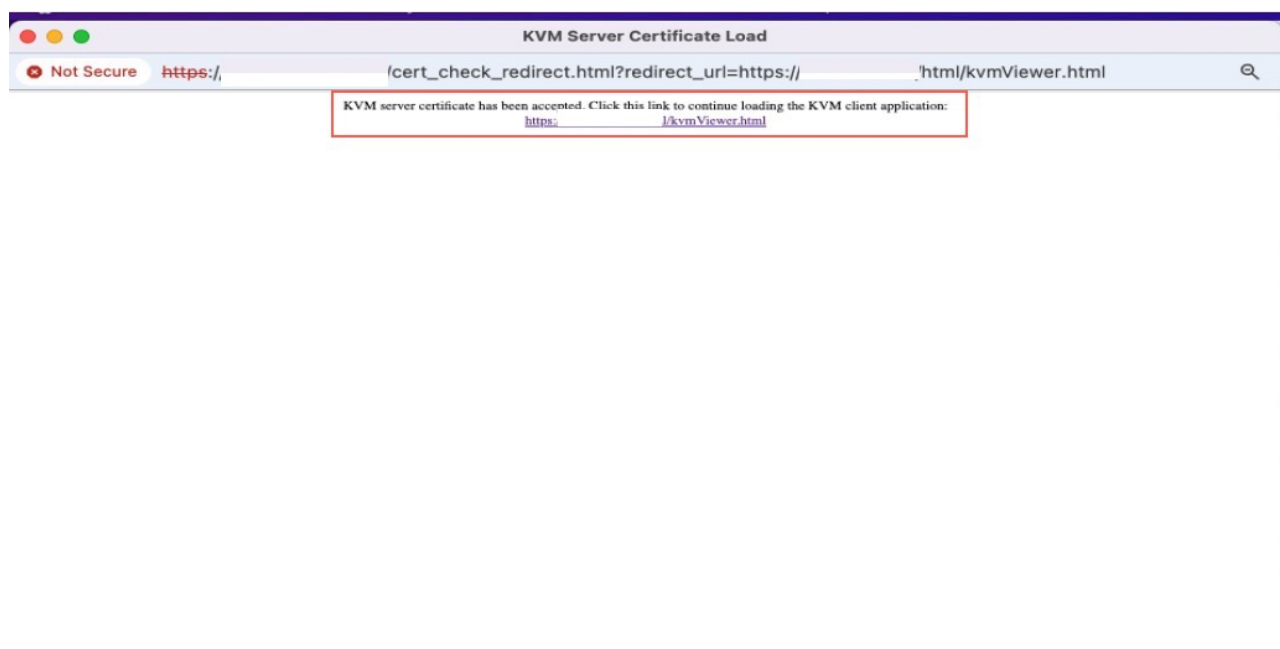 KVM Server Certificate Load
Not Secure https:/ /cert_check_redirect.html?redirect_url=https:// /html/kvmViewer.html
KVM server certificate has been accepted. Click this link to continue loading the KVM client application:
https: l/kvmViewer.html